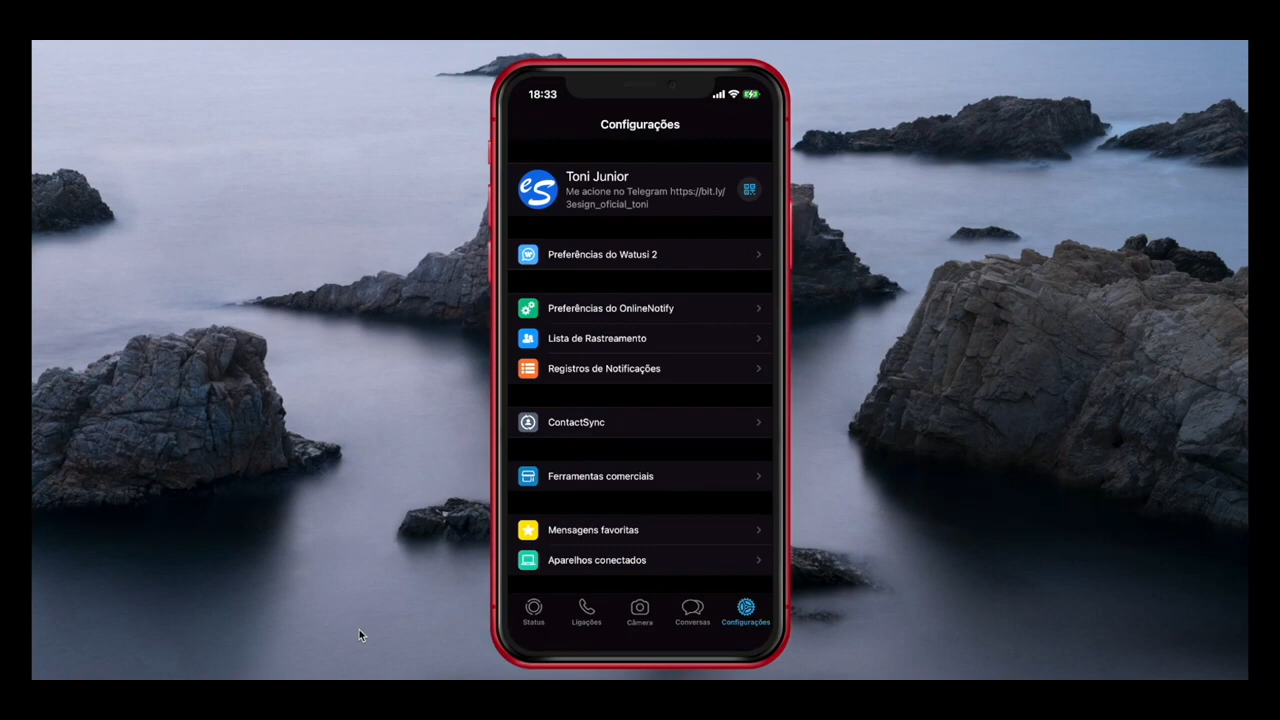 18:33
Configurações
eS
Toni Junior
Me acione no Telegram https://bit.ly/
3esign_oficial_toni
Preferências do Watusi 2
Preferências do OnlineNotify
Lista de Rastreamento
Registros de Notificações
ContactSync
Ferramentas comerciais
Mensagens favoritas
Aparelhos conectados
Status
Ligações
Câmera
Conversas
Configurações